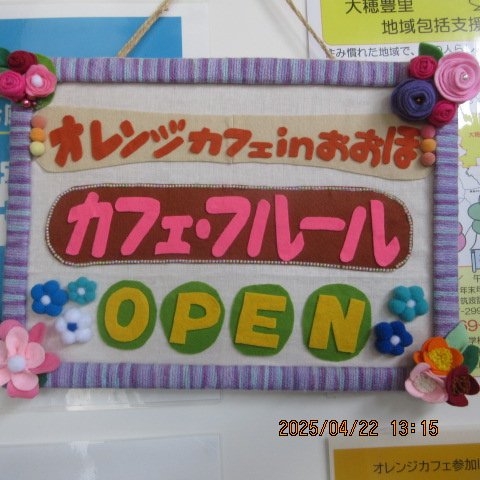 大穂豊里
地域包括支援
オレンジカフェinおおほ
カフェ・フルール
OPEN
2025/04/22 13:15
オレンジカフェ参加